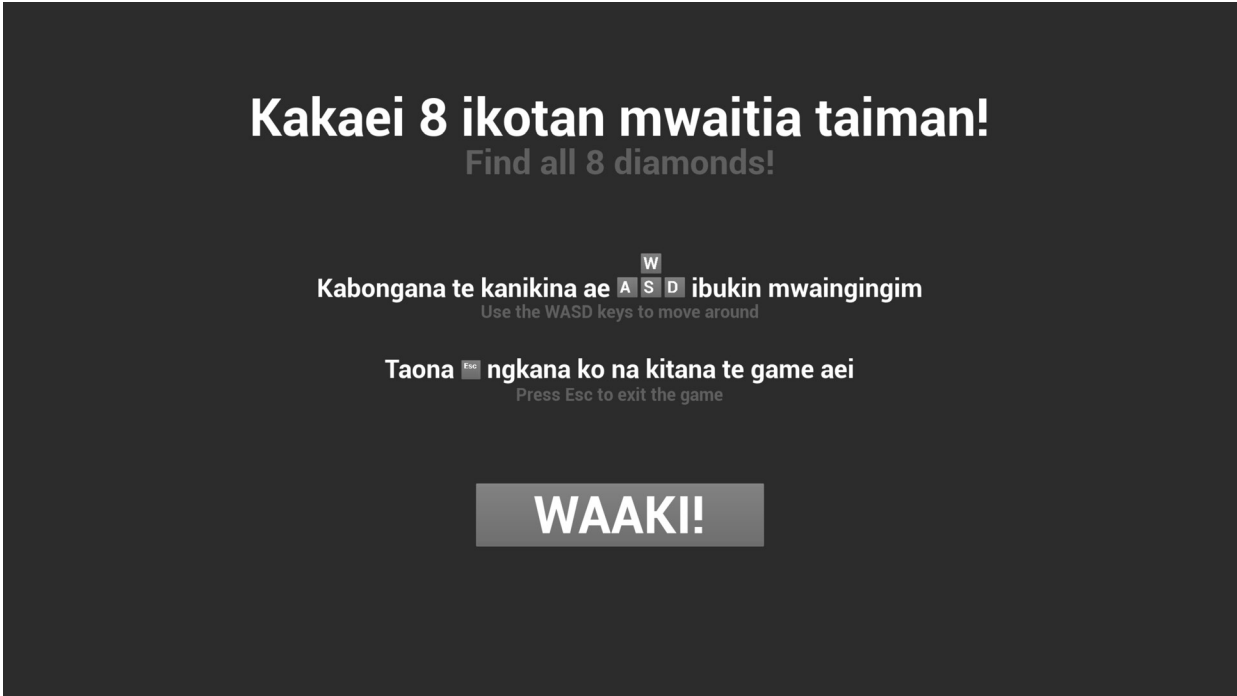 Kakaei 8 ikotan mwaitia taiman!
Find all 8 diamonds!
W
Kabongana te kanikina ae A S D ibukin mwaingingim
Use the WASD keys to move around
Taona Esc ngkana ko na kitana te game aei
Press Esc to exit the game
WAAKI!